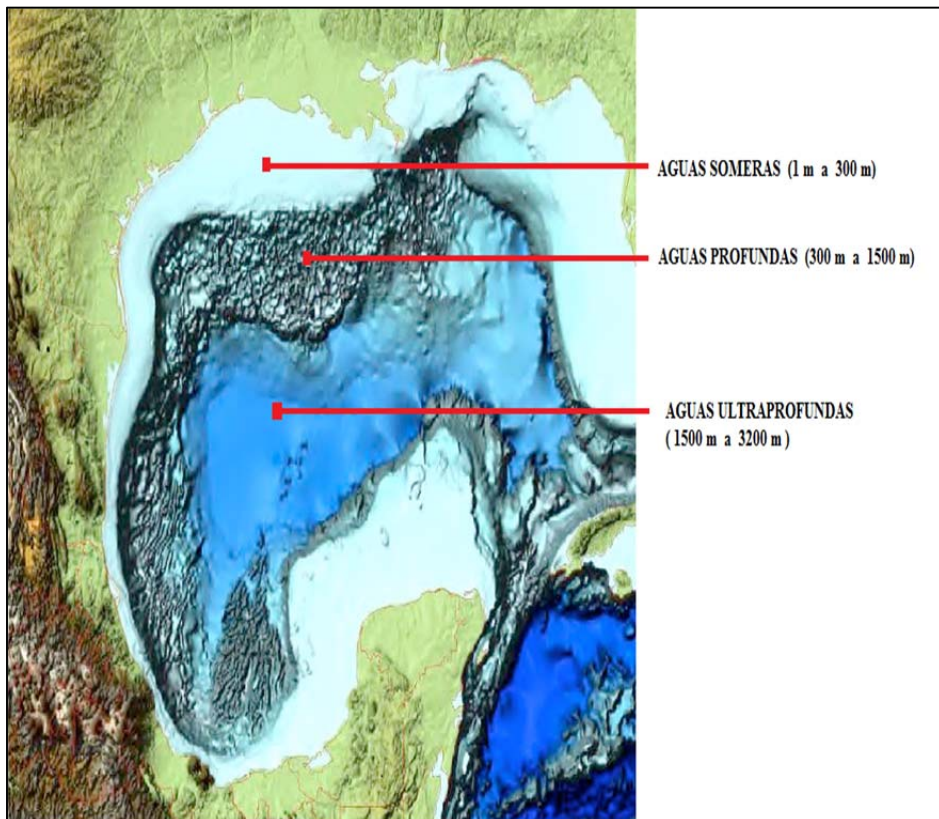 AGUAS SOMERAS (1 m a 300 m)
AGUAS PROFUNDAS (300 m a 1500 m)
AGUAS ULTRAPROFUNDAS
( 1500 m a 3200 m )